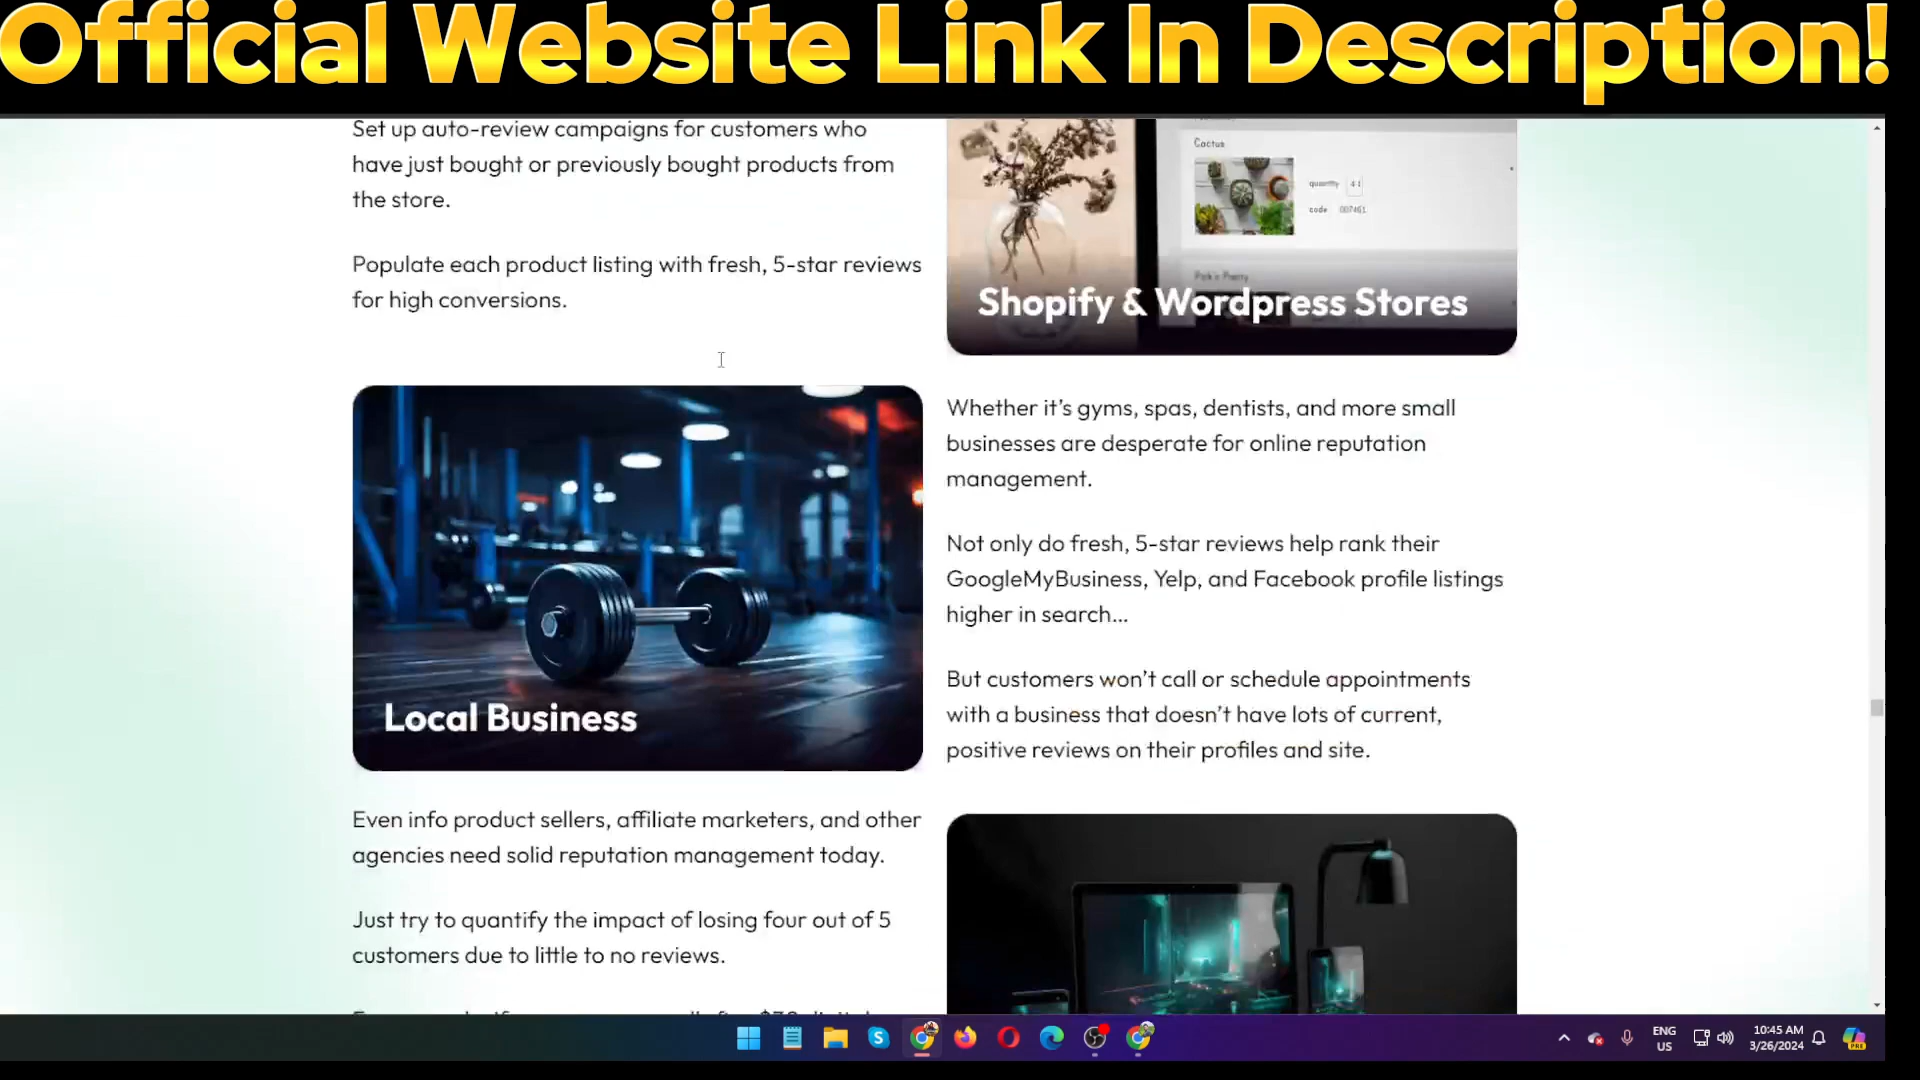 Official Website Link In Description!
Set up auto-review campaigns for customers who
have just bought or previously bought products from
the store.
Populate each product listing with fresh, 5-star reviews
for high conversions.
Cactus
quantity
code 007461
Shopify & Wordpress Stores
Local Business
Whether it’s gyms, spas, dentists, and more small
businesses are desperate for online reputation
management.
Not only do fresh, 5-star reviews help rank their
GoogleMyBusiness, Yelp, and Facebook profile listings
higher in search...
But customers won’t call or schedule appointments
with a business that doesn’t have lots of current,
positive reviews on their profiles and site.
Even info product sellers, affiliate marketers, and other
agencies need solid reputation management today.
Just try to quantify the impact of losing four out of 5
customers due to little to no reviews.
ENG
US
10:45 AM
3/26/2024